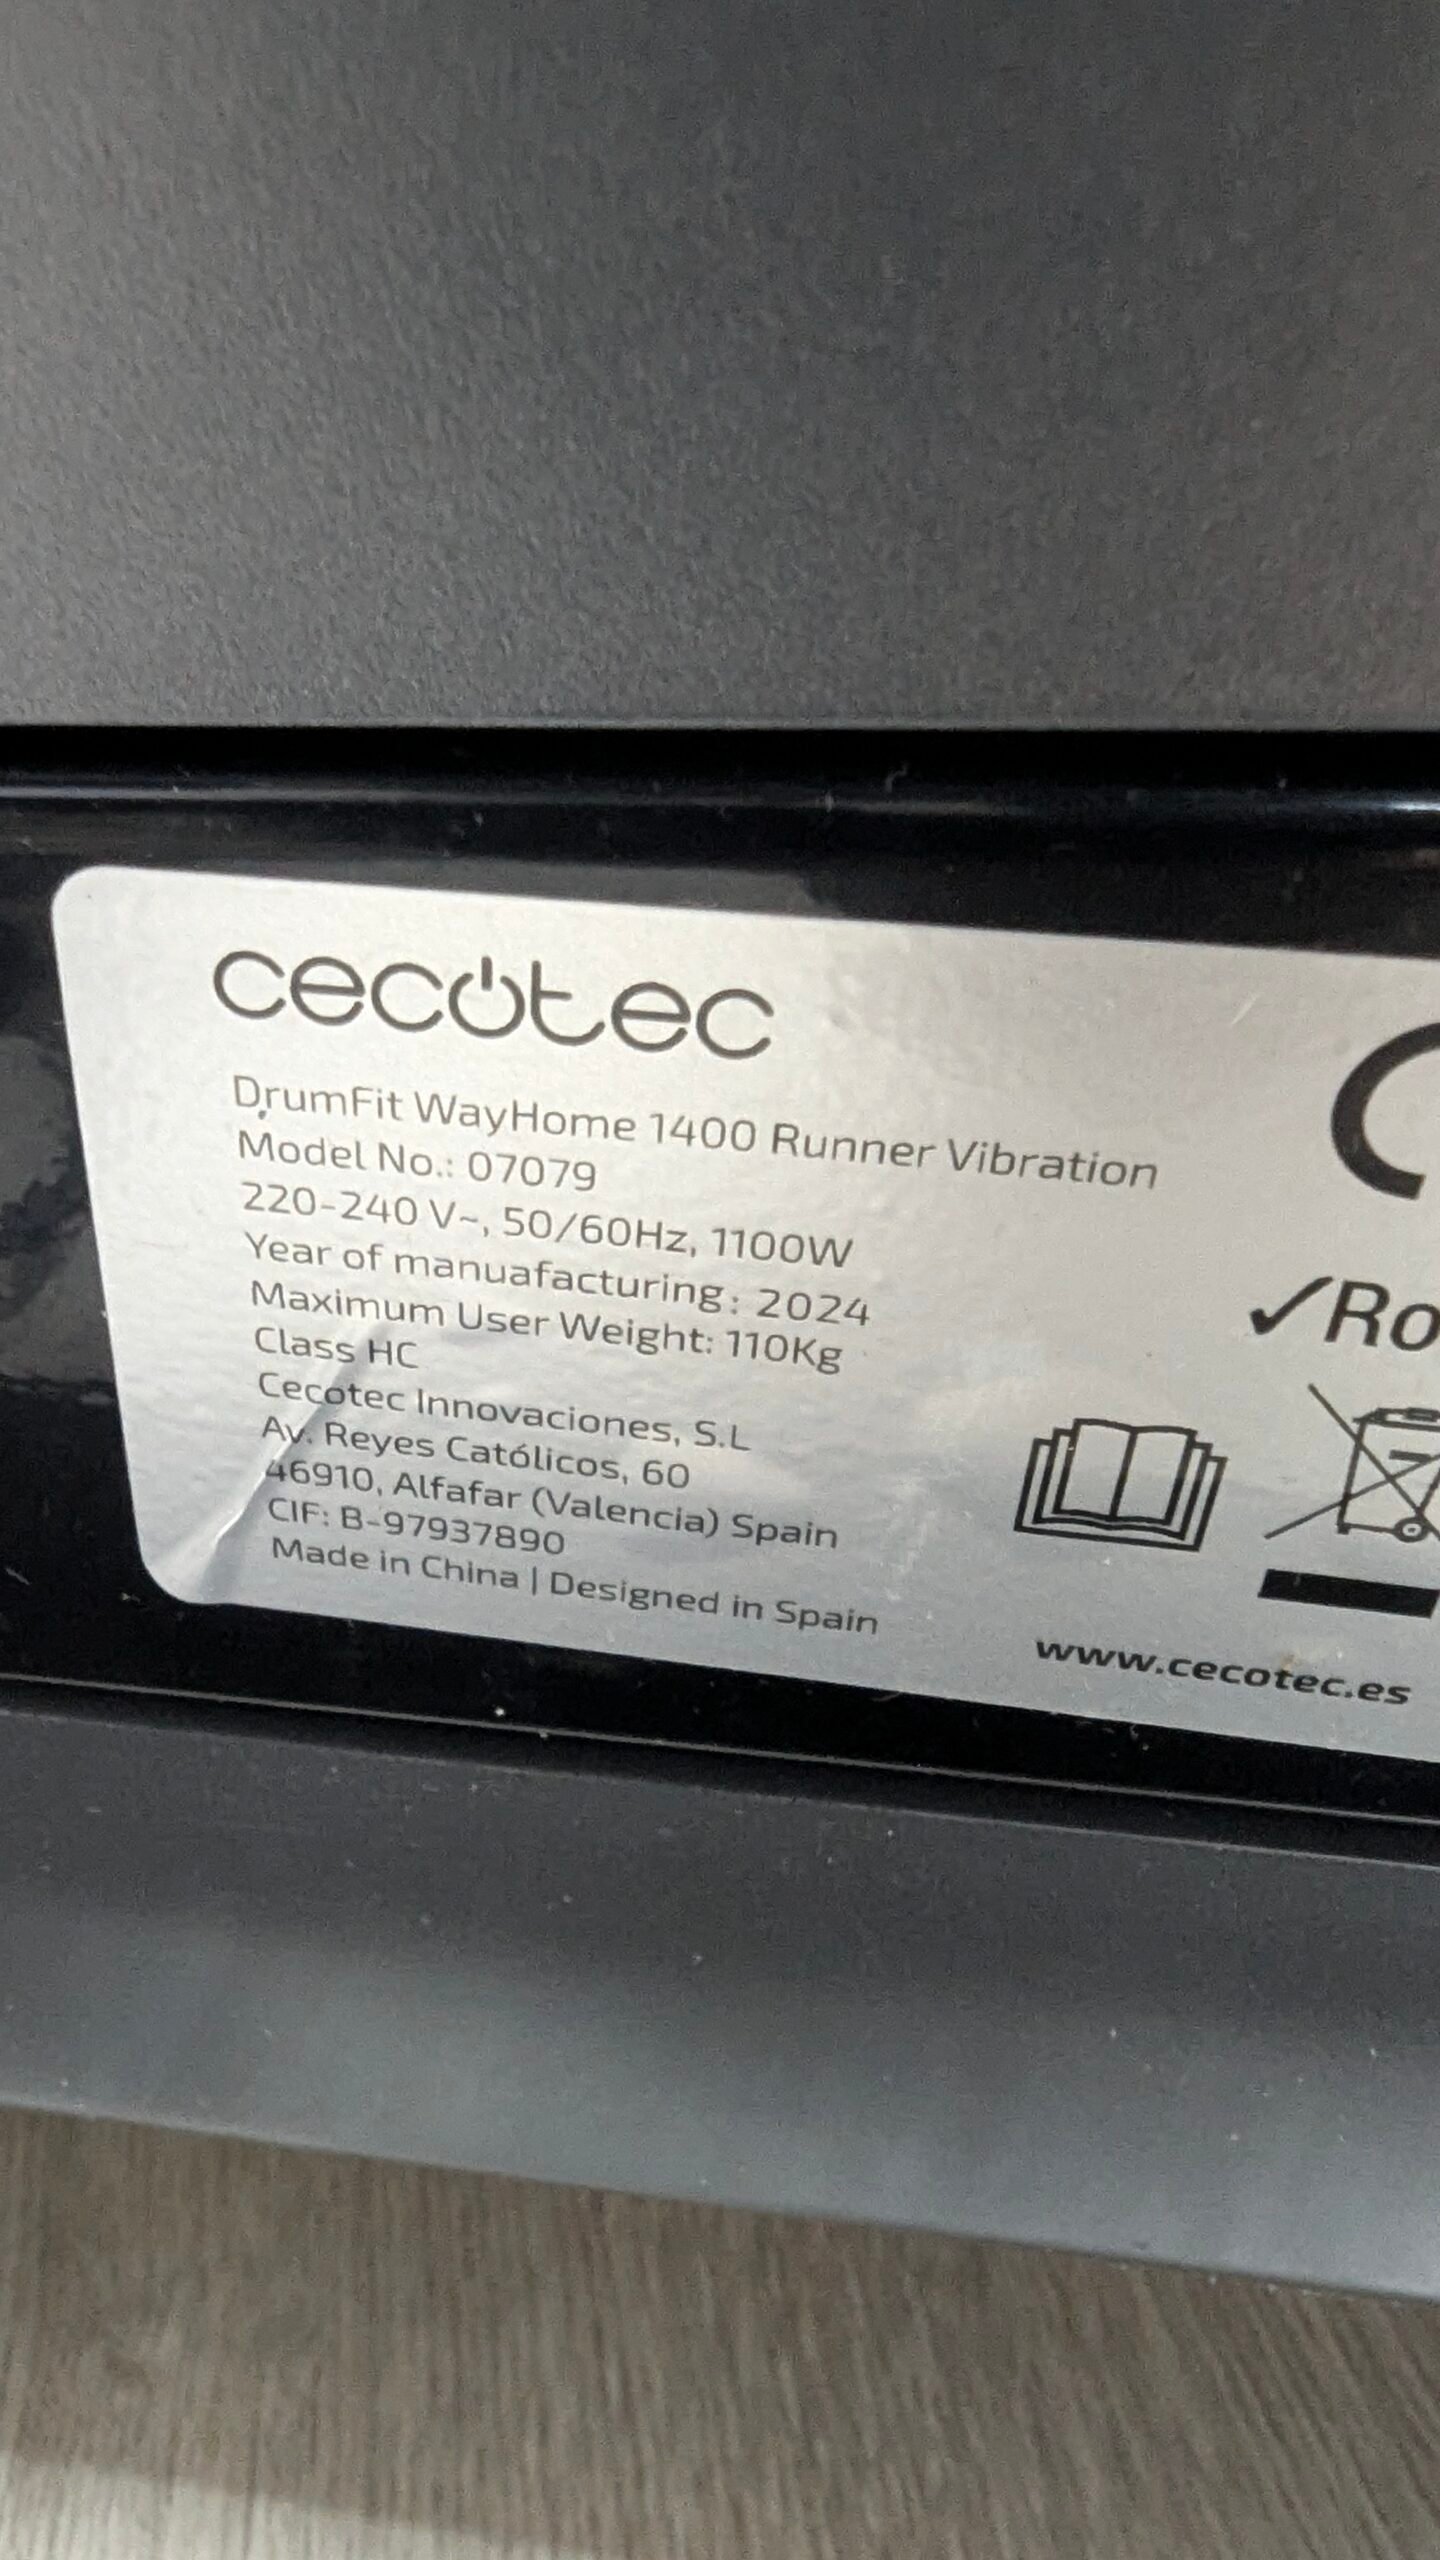 cecotec
DrumFit WayHome 1400 Runner Vibration
Model No.: 07079
220-240 V~, 50/60Hz, 1100W
Year of manuafacturing: 2024
Maximum User Weight: 110Kg
Class HC
Cecotec Innovaciones, S.L
Av. Reyes Católicos, 60
46910, Alfafar (Valencia) Spain
CIF: B-97937890
Made in China | Designed in Spain
✓Ro
www.cecotec.es